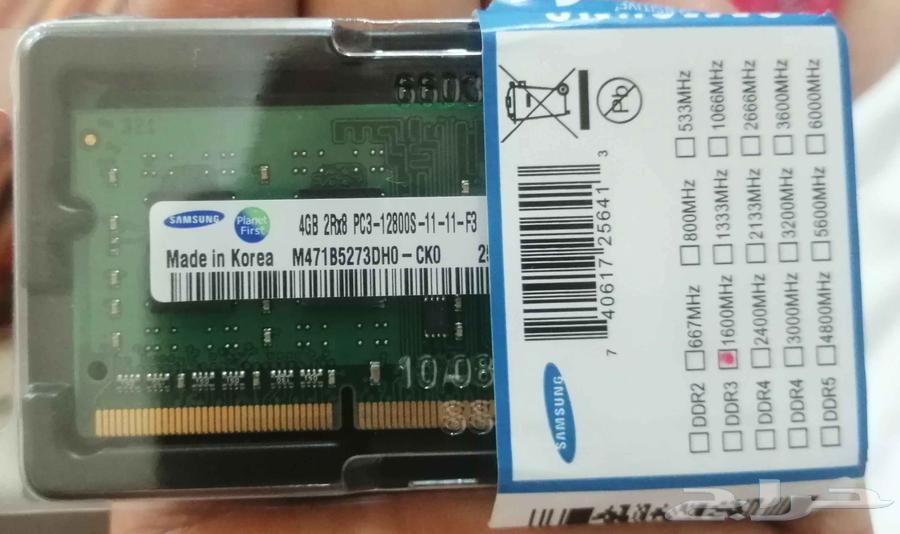 SAMSUNG
Planet
First
4GB 2Rx8 PC3-12800S-11-11-F3
Made in Korea
M471B5273DH0-CK0
10/08
Pb
7 40617 25641 3
SAMSUNG
DDR2 667MHz 800MHz 533MHz
DDR3 1600MHz 1333MHz 1066MHz
DDR4 2400MHz 2133MHz 2666MHz
DDR4 3000MHz 3200MHz 3600MHz
DDR5 4800MHz 5600MHz 6000MHz
حراج